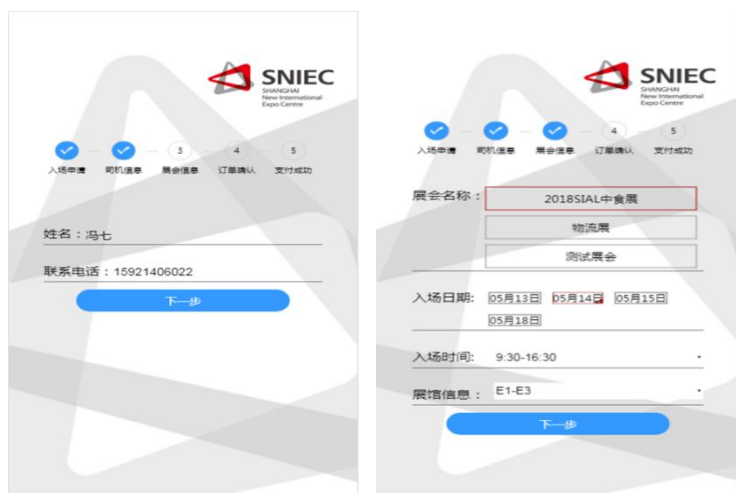 SNIEC
SHANGHAI
New International
Expo Centre
3 4 5
入场申请 司机信息 展会信息 订单确认 支付成功
姓名：冯七
联系电话：15921406022
下一步
SNIEC
SHANGHAI
New International
Expo Centre
4 5
入场申请 司机信息 展会信息 订单确认 支付成功
展会名称： 2018SIAL中食展
物流展
测试展会
入场日期: 05月13日 05月14日 05月15日
05月18日
入场时间: 9:30-16:30
展馆信息： E1-E3
下一步